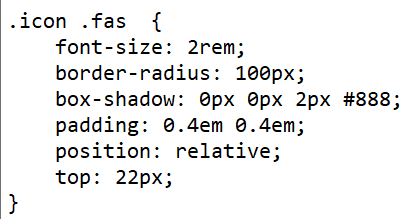 .icon .fas  {
    font-size: 2rem;
    border-radius: 100px;
    box-shadow: 0px 0px 2px #888;
    padding: 0.4em 0.4em;
    position: relative;
    top: 22px;
}